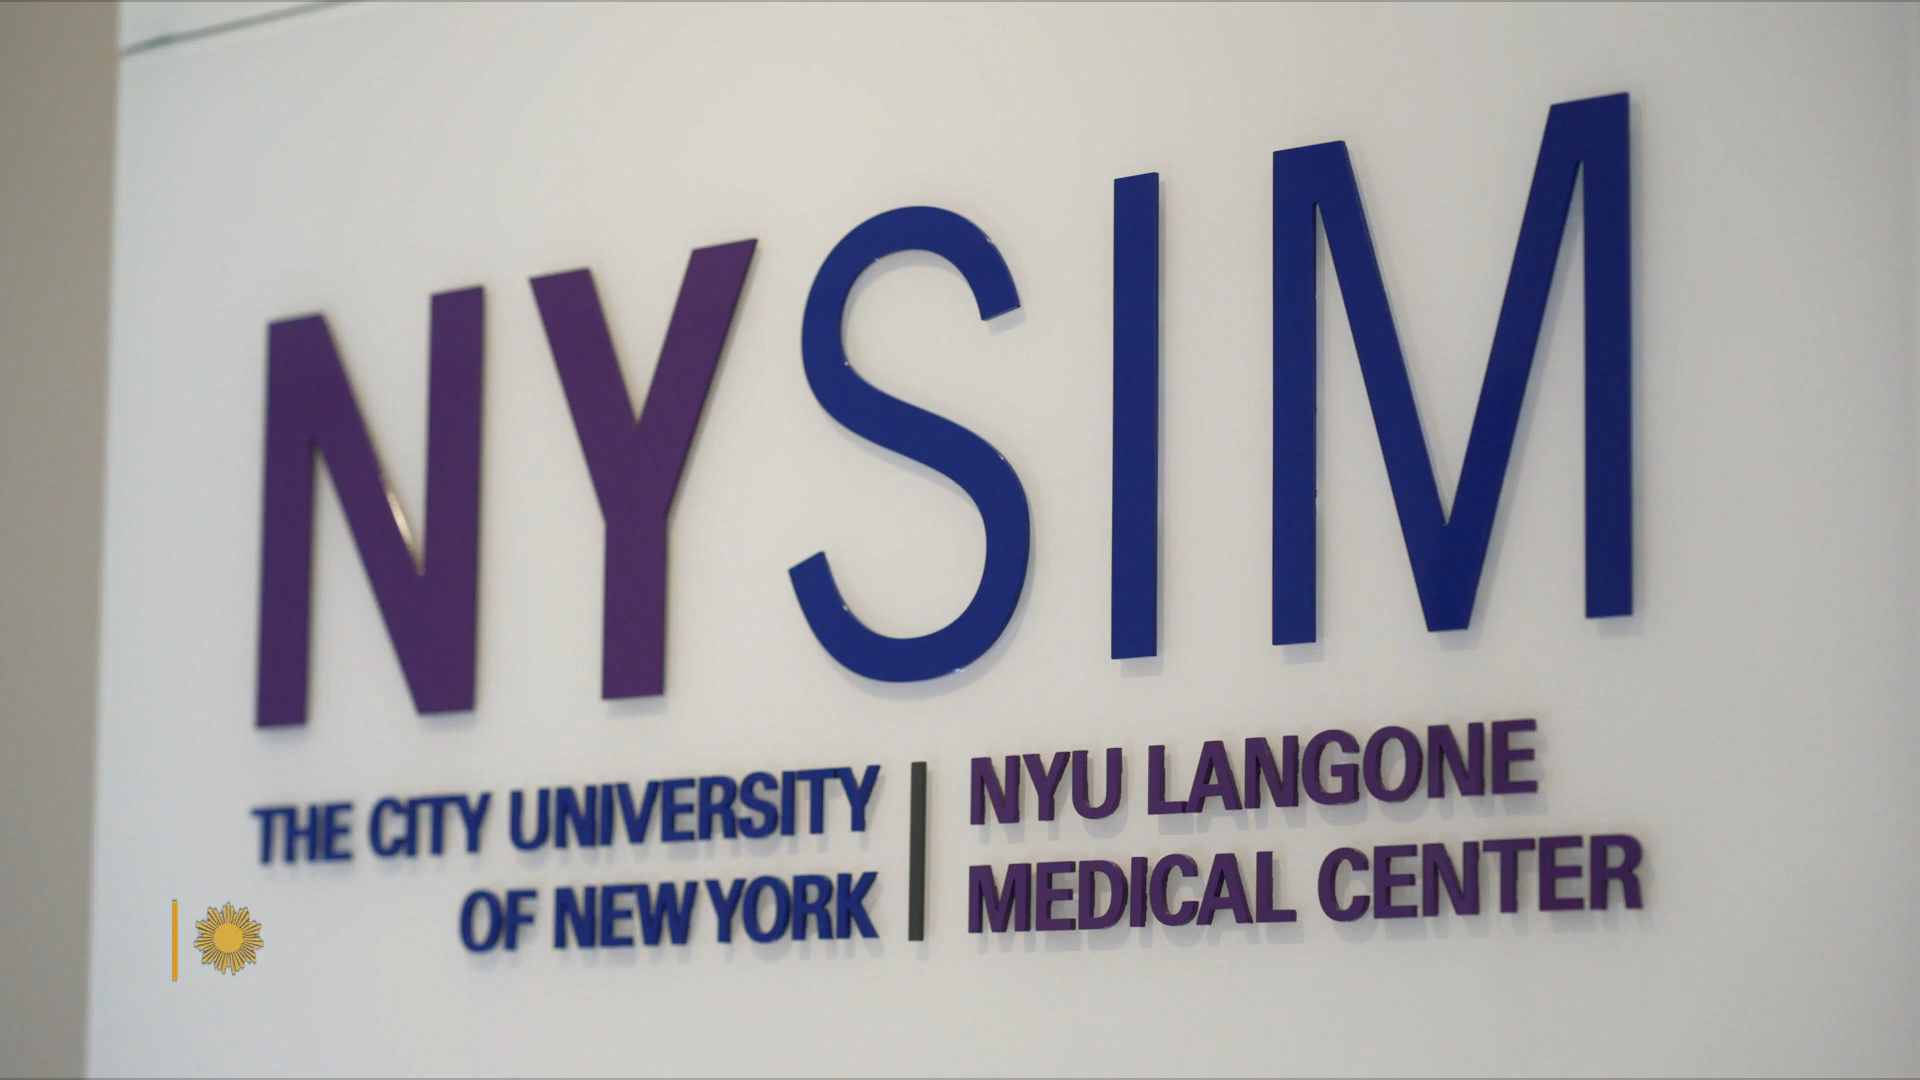 NYSIM
THE CITY UNIVERSITY
OF NEW YORK
NYU LANGONE
MEDICAL CENTER